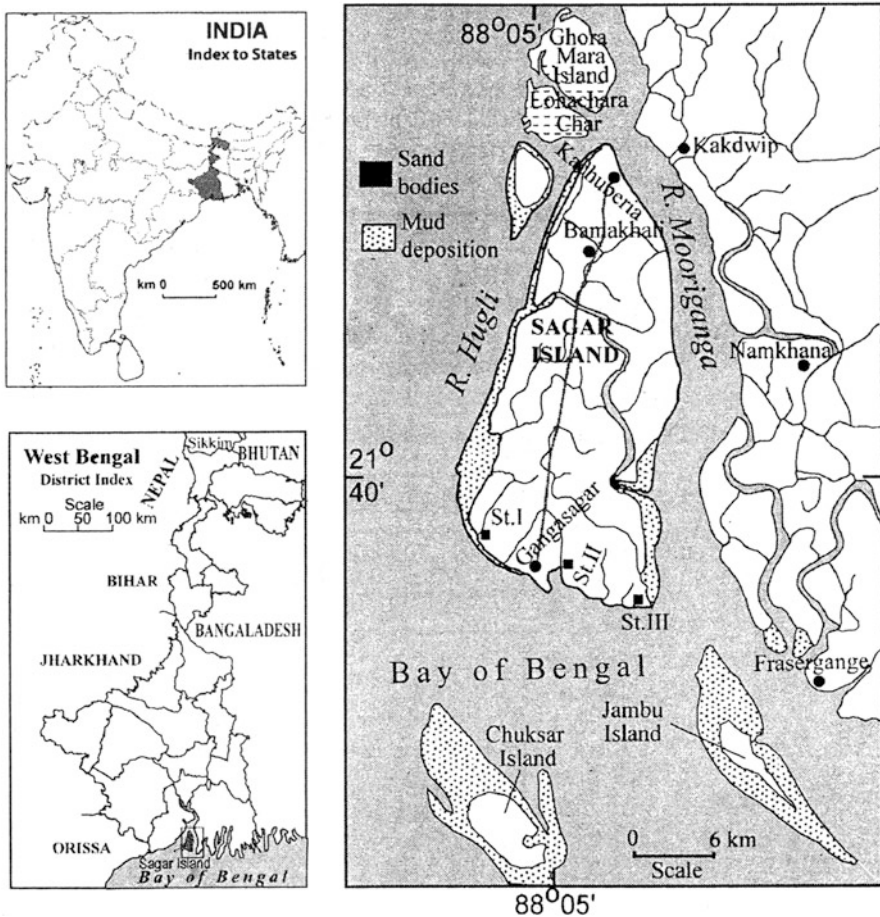 INDIA
Index to States
km 0 500 km
West Bengal
District Index
Scale
km 0 50 100 km
Sikkim
NEPAL
BHUTAN
BIHAR
BANGALADESH
JHARKHAND
ORISSA
Sagar Island
Bay of Bengal
88° 05'
Ghora
Mara
Island
Lohachara
Char
Sand
bodies
Mud
deposition
Kachuberia
Kakdwip
Bamakhali
R. Mooriganga
R. Hugli
SAGAR
ISLAND
Namkhana
21°
40'
St.I
Gangasagar
St.II
St.III
Bay of Bengal
Frasergange
Chuksar
Island
Jambu
Island
0 6 km
Scale
88° 05'